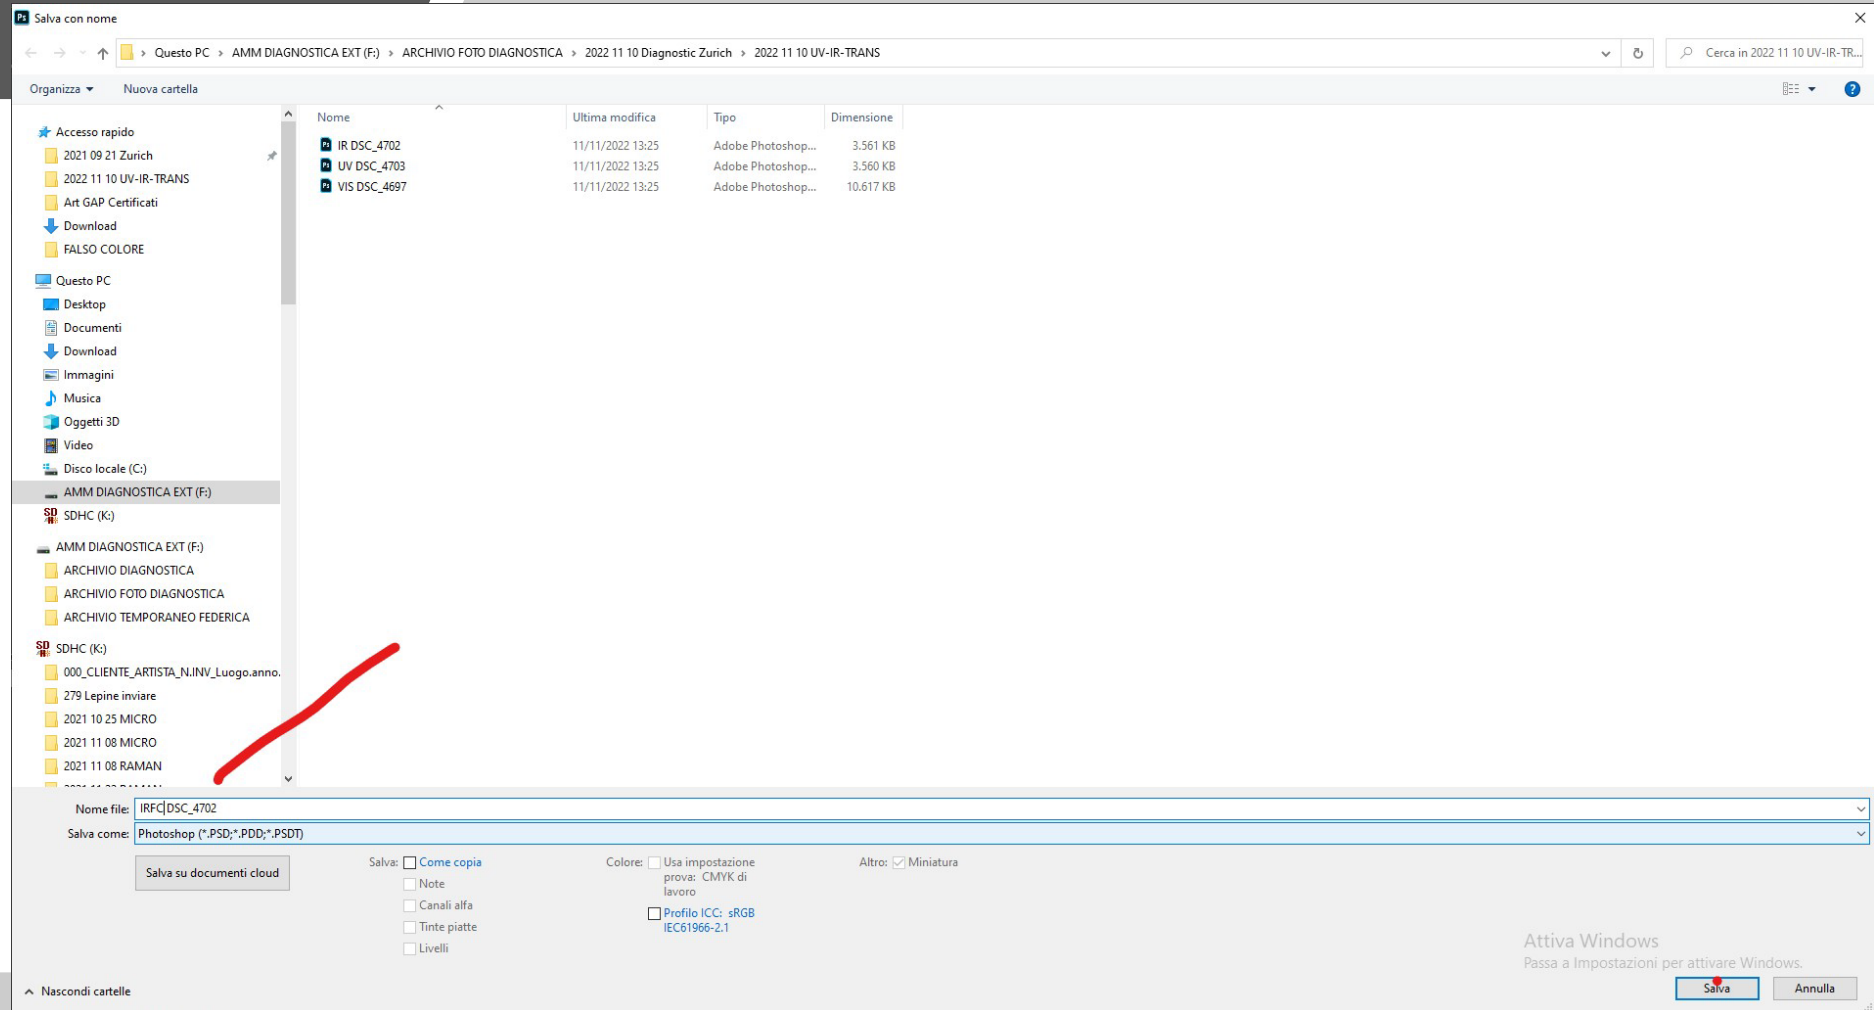 Ps Salva con nome
Questo PC › AMM DIAGNOSTICA EXT (F:) › ARCHIVIO FOTO DIAGNOSTICA › 2022 11 10 Diagnostic Zurich › 2022 11 10 UV-IR-TRANS
Cerca in 2022 11 10 UV-IR-TR...
Organizza
Nuova cartella
?
Accesso rapido
2021 09 21 Zurich
2022 11 10 UV-IR-TRANS
Art GAP Certificati
Download
FALSO COLORE
Questo PC
Desktop
Documenti
Download
Immagini
Musica
Oggetti 3D
Video
Disco locale (C:)
AMM DIAGNOSTICA EXT (F:)
SDHC (K:)
AMM DIAGNOSTICA EXT (F:)
ARCHIVIO DIAGNOSTICA
ARCHIVIO FOTO DIAGNOSTICA
ARCHIVIO TEMPORANEO FEDERICA
SDHC (K:)
000_CLIENTE_ARTISTA_N.INV_Luogo.anno.
279 Lepine inviare
2021 10 25 MICRO
2021 11 08 MICRO
2021 11 08 RAMAN
Nome Ultima modifica Tipo Dimensione
IR DSC_4702 11/11/2022 13:25 Adobe Photoshop... 3.561 KB
UV DSC_4703 11/11/2022 13:25 Adobe Photoshop... 3.560 KB
VIS DSC_4697 11/11/2022 13:25 Adobe Photoshop... 10.617 KB
Nome file: IRFC DSC_4702
Salva come: Photoshop (*.PSD;*.PDD;*.PSDT)
Salva su documenti cloud
Salva: Come copia
Note
Canali alfa
Tinte piatte
Livelli
Colore: Usa impostazione
prova: CMYK di
lavoro
Profilo ICC: sRGB
IEC61966-2.1
Altro: Miniatura
Attiva Windows
Passa a Impostazioni per attivare Windows.
Nascondi cartelle
Salva
Annulla